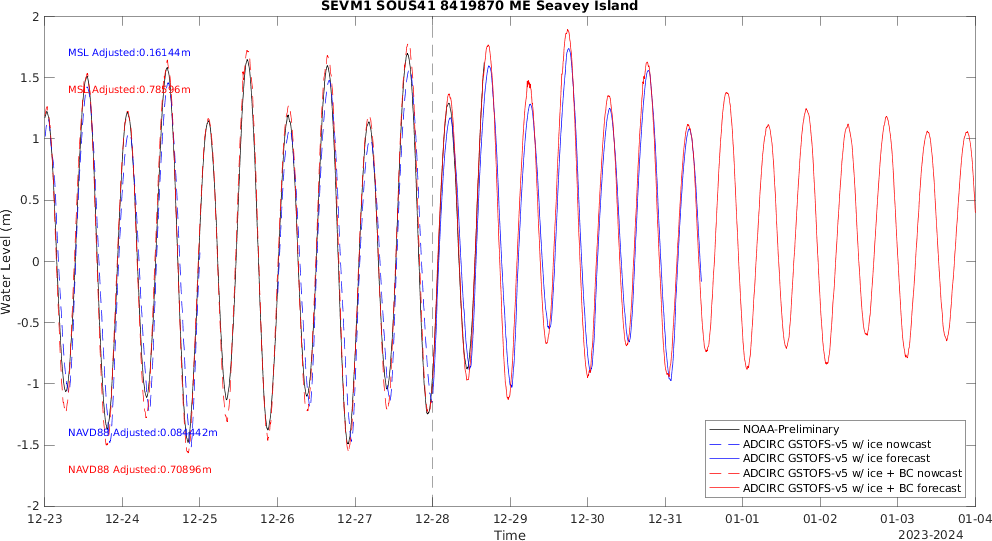 SEVM1 SOUS41 8419870 ME Seavey Island
2
1.5
1
0.5
0
-0.5
-1
-1.5
-2
Water Level (m)
MSL Adjusted:0.16144m
NAVD88 Adjusted:0.084442m
NAVD88 Adjusted:0.70896m
NOAA-Preliminary
ADCIRC GSTOFS-v5 w/ ice nowcast
ADCIRC GSTOFS-v5 w/ ice forecast
ADCIRC GSTOFS-v5 w/ ice + BC nowcast
ADCIRC GSTOFS-v5 w/ ice + BC forecast
12-23 12-24 12-25 12-26 12-27 12-28 12-29 12-30 12-31 01-01 01-02 01-03 01-04
Time
2023-2024